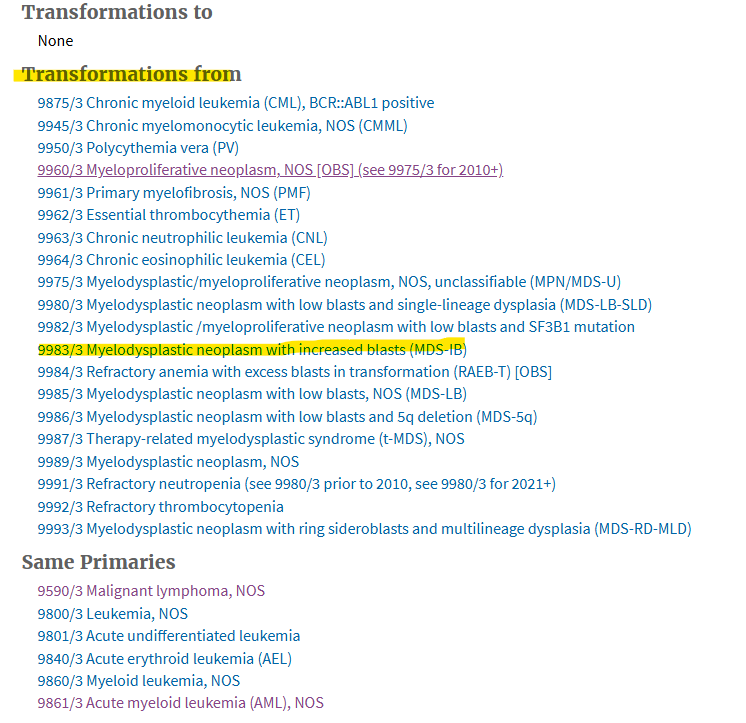 Transformations to
None
Transformations from
9875/3 Chronic myeloid leukemia (CML), BCR::ABL1 positive
9945/3 Chronic myelomonocytic leukemia, NOS (CMML)
9950/3 Polycythemia vera (PV)
9960/3 Myeloproliferative neoplasm, NOS [OBS] (see 9975/3 for 2010+)
9961/3 Primary myelofibrosis, NOS (PMF)
9962/3 Essential thrombocythemia (ET)
9963/3 Chronic neutrophilic leukemia (CNL)
9964/3 Chronic eosinophilic leukemia (CEL)
9975/3 Myelodysplastic/myeloproliferative neoplasm, NOS, unclassifiable (MPN/MDS-U)
9980/3 Myelodysplastic neoplasm with low blasts and single-lineage dysplasia (MDS-LB-SLD)
9982/3 Myelodysplastic /myeloproliferative neoplasm with low blasts and SF3B1 mutation
9983/3 Myelodysplastic neoplasm with increased blasts (MDS-IB)
9984/3 Refractory anemia with excess blasts in transformation (RAEB-T) [OBS]
9985/3 Myelodysplastic neoplasm with low blasts, NOS (MDS-LB)
9986/3 Myelodysplastic neoplasm with low blasts and 5q deletion (MDS-5q)
9987/3 Therapy-related myelodysplastic syndrome (t-MDS), NOS
9989/3 Myelodysplastic neoplasm, NOS
9991/3 Refractory neutropenia (see 9980/3 prior to 2010, see 9980/3 for 2021+)
9992/3 Refractory thrombocytopenia
9993/3 Myelodysplastic neoplasm with ring sideroblasts and multilineage dysplasia (MDS-RD-MLD)
Same Primaries
9590/3 Malignant lymphoma, NOS
9800/3 Leukemia, NOS
9801/3 Acute undifferentiated leukemia
9840/3 Acute erythroid leukemia (AEL)
9860/3 Myeloid leukemia, NOS
9861/3 Acute myeloid leukemia (AML), NOS